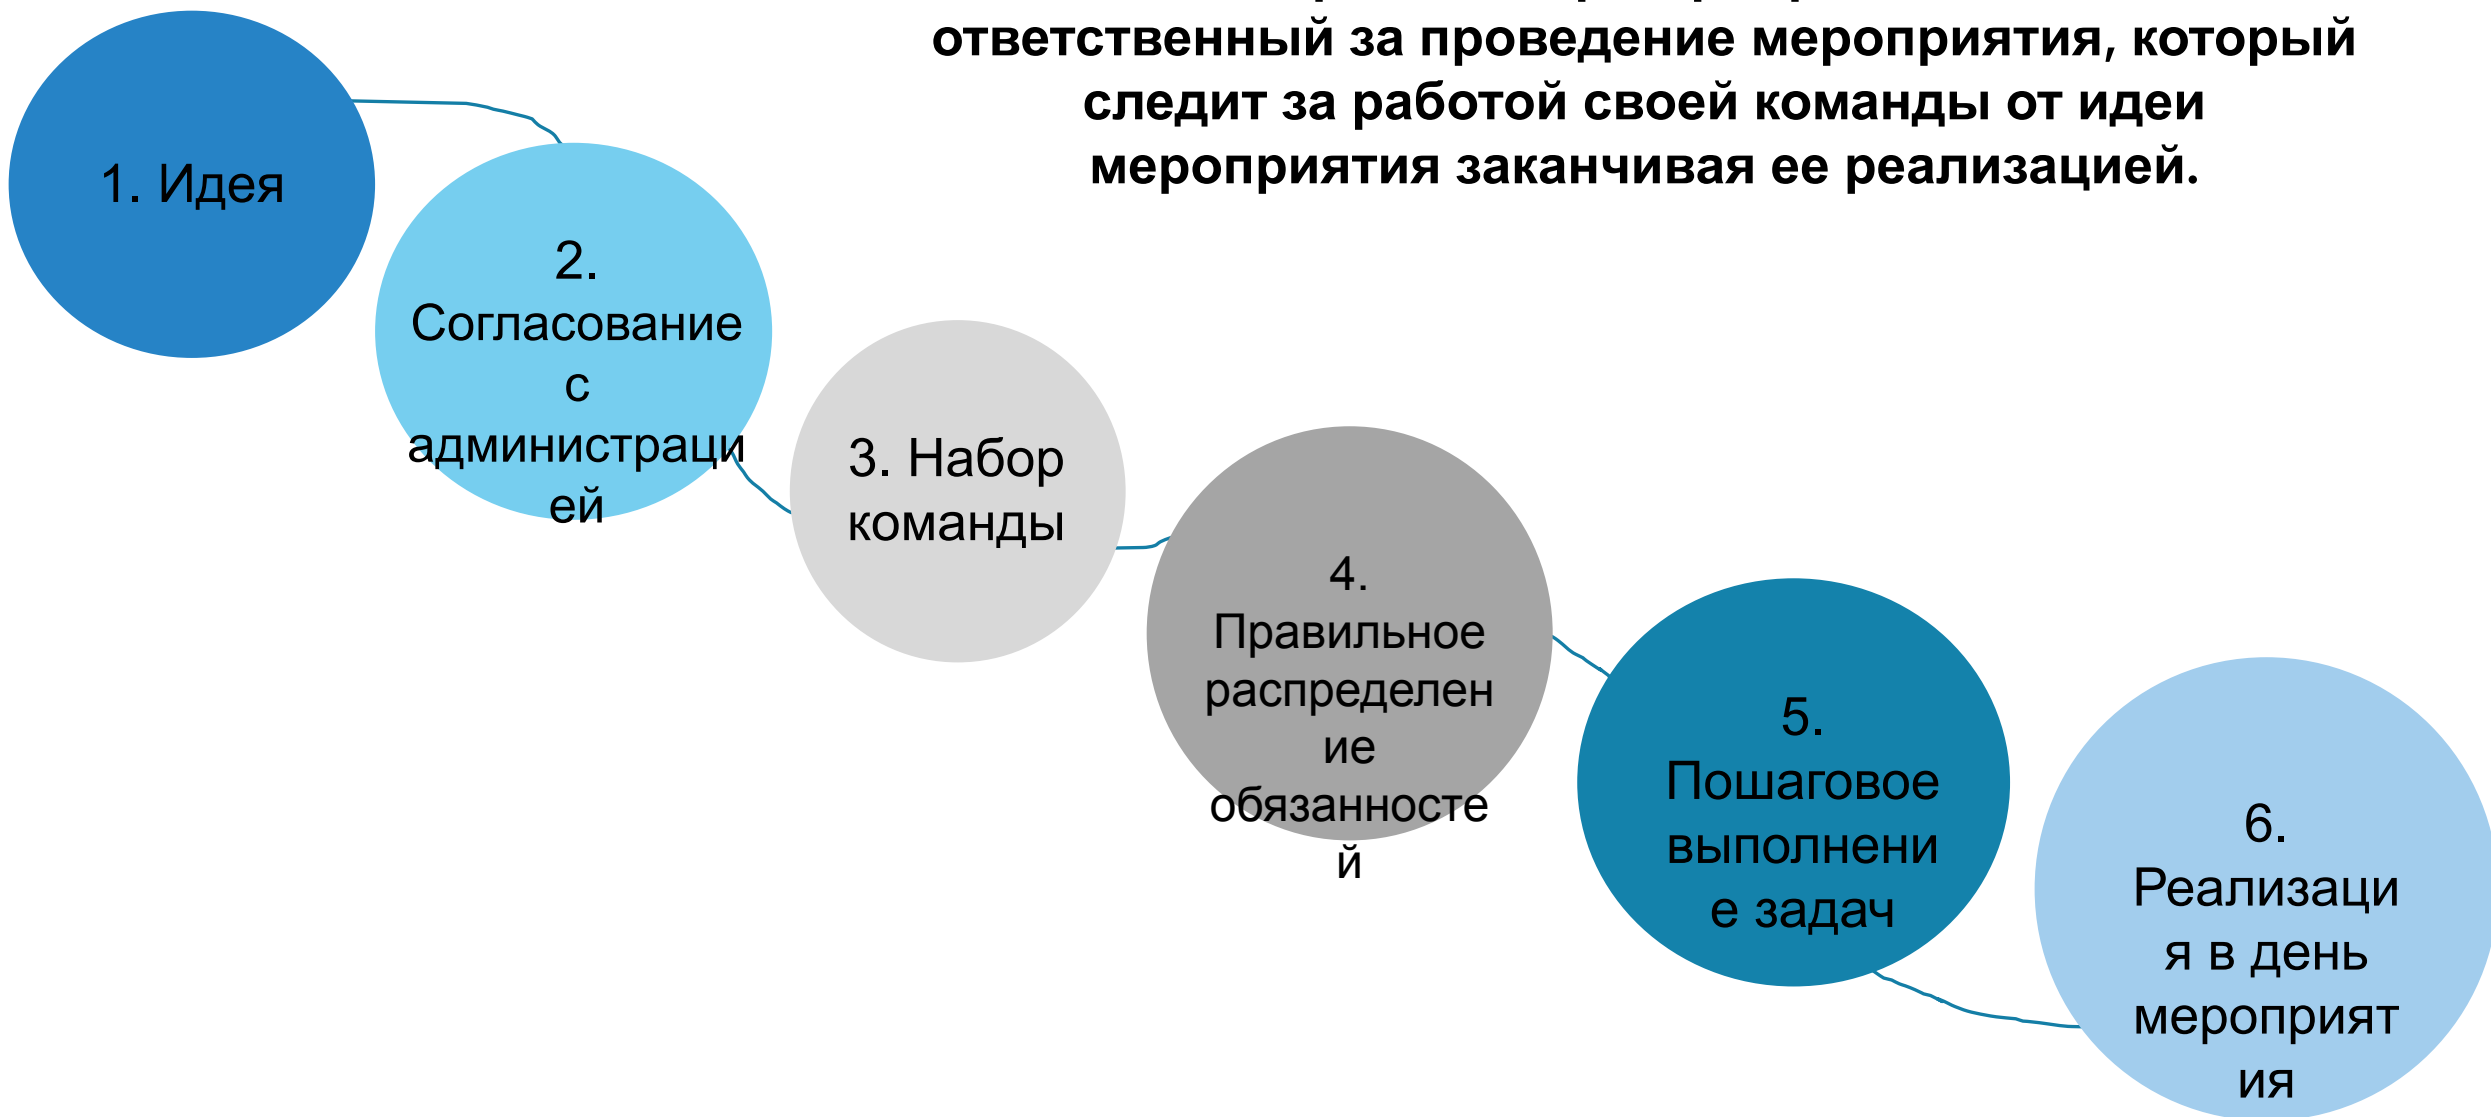 ответственный за проведение мероприятия, который
следит за работой своей команды от идеи
мероприятия заканчивая ее реализацией.
1. Идея
2.
Согласование
с
администраци
ей
3. Набор
команды
4.
Правильное
распределен
ие
обязанносте
й
5.
Пошаговое
выполнени
е задач
6.
Реализаци
я в день
мероприят
ия